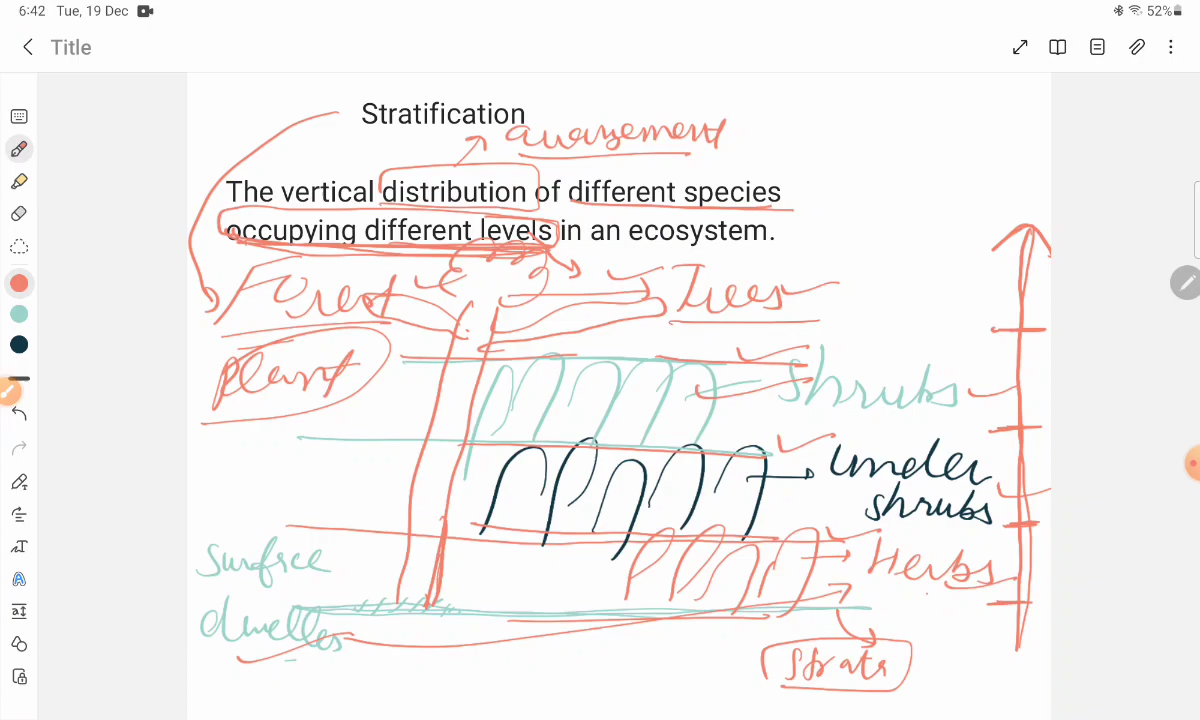 6:42 Tue, 19 Dec
52%
Title
Stratification
arrangement
The vertical distribution of different species
occupying different levels in an ecosystem.
Forest
Trees
plant
Shrubs
under
shrubs
Herbs
surface
dwelles
Strata